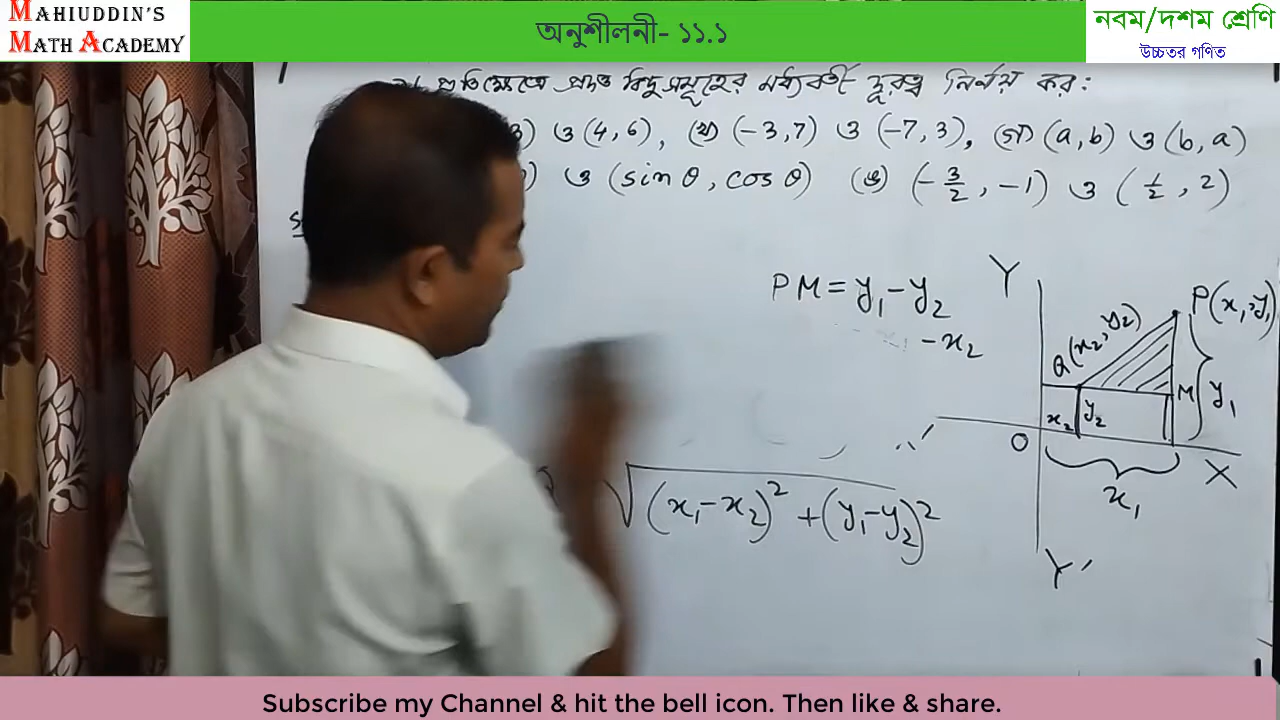 MAHIUDDIN'S
MATH ACADEMY
অনুশীলনী- ১১.১
নবম/দশম শ্রেণি
উচ্চতর গণিত
প্রতিক্ষেত্রে প্রদত্ত বিন্দুসমূহের মধ্যবর্তী দূরত্ব নির্ণয় কর:
3) ও (4, 6), (খ) (-3, 7) ও (-7, 3), (গ) (a, b) ও (b, a)
) ও (sin θ, cos θ) (ঙ) (-3/2, -1) ও (1/2, 2)
PM = y₁ - y₂
- x₂
Y
P(x₁, y₁)
Q(x₂, y₂)
M
y₁
x₂
y₂
O
X
x₁
√(x₁-x₂)² + (y₁-y₂)²
Y′
Subscribe my Channel & hit the bell icon. Then like & share.